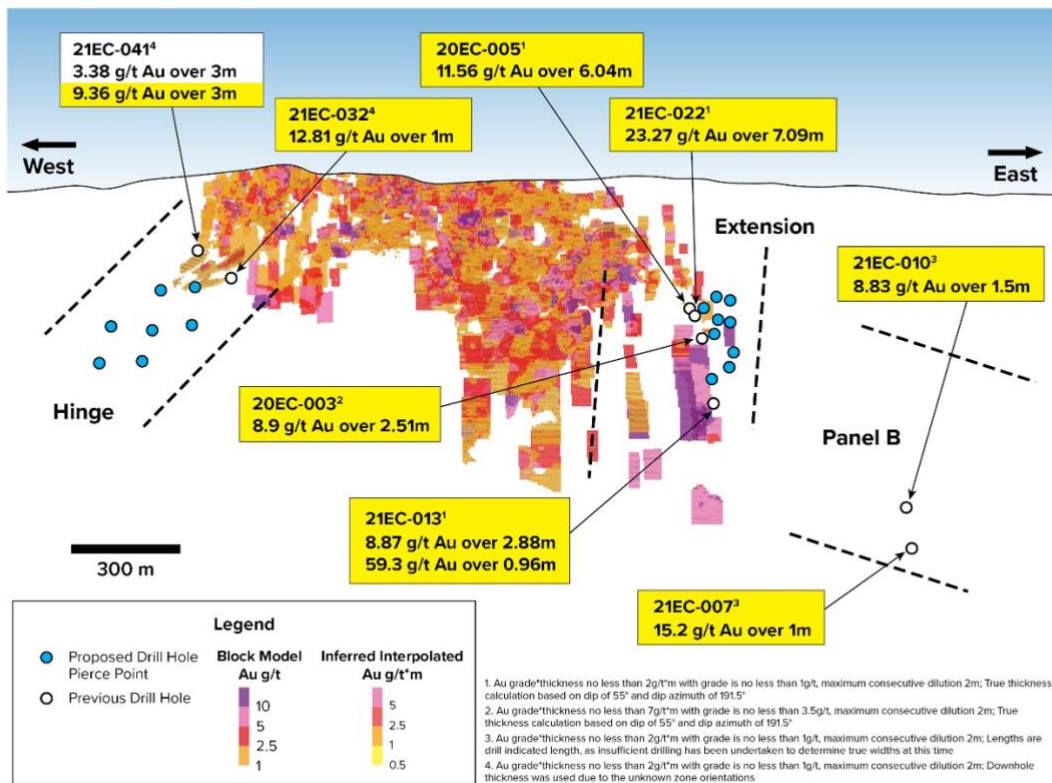 21EC-041⁴
3.38 g/t Au over 3m
9.36 g/t Au over 3m
20EC-005¹
11.56 g/t Au over 6.04m
21EC-032⁴
12.81 g/t Au over 1m
21EC-022¹
23.27 g/t Au over 7.09m
West
East
Extension
21EC-010³
8.83 g/t Au over 1.5m
Hinge
20EC-003²
8.9 g/t Au over 2.51m
Panel B
21EC-013¹
8.87 g/t Au over 2.88m
59.3 g/t Au over 0.96m
300 m
21EC-007³
15.2 g/t Au over 1m
Legend
Proposed Drill Hole
Pierce Point
Previous Drill Hole
Block Model
Au g/t
10
5
2.5
1
Inferred Interpolated
Au g/t*m
5
2.5
1
0.5
1. Au grade*thickness no less than 2g/t*m with grade is no less than 1g/t, maximum consecutive dilution 2m; True thickness
calculation based on dip of 55° and dip azimuth of 191.5°
2. Au grade*thickness no less than 7g/t*m with grade is no less than 3.5g/t, maximum consecutive dilution 2m; True
thickness calculation based on dip of 55° and dip azimuth of 191.5°
3. Au grade*thickness no less than 2g/t*m with grade is no less than 1g/t, maximum consecutive dilution 2m; Lengths are
drill indicated length, as insufficient drilling has been undertaken to determine true widths at this time
4. Au grade*thickness no less than 2g/t*m with grade is no less than 1g/t, maximum consecutive dilution 2m; Downhole
thickness was used due to the unknown zone orientations